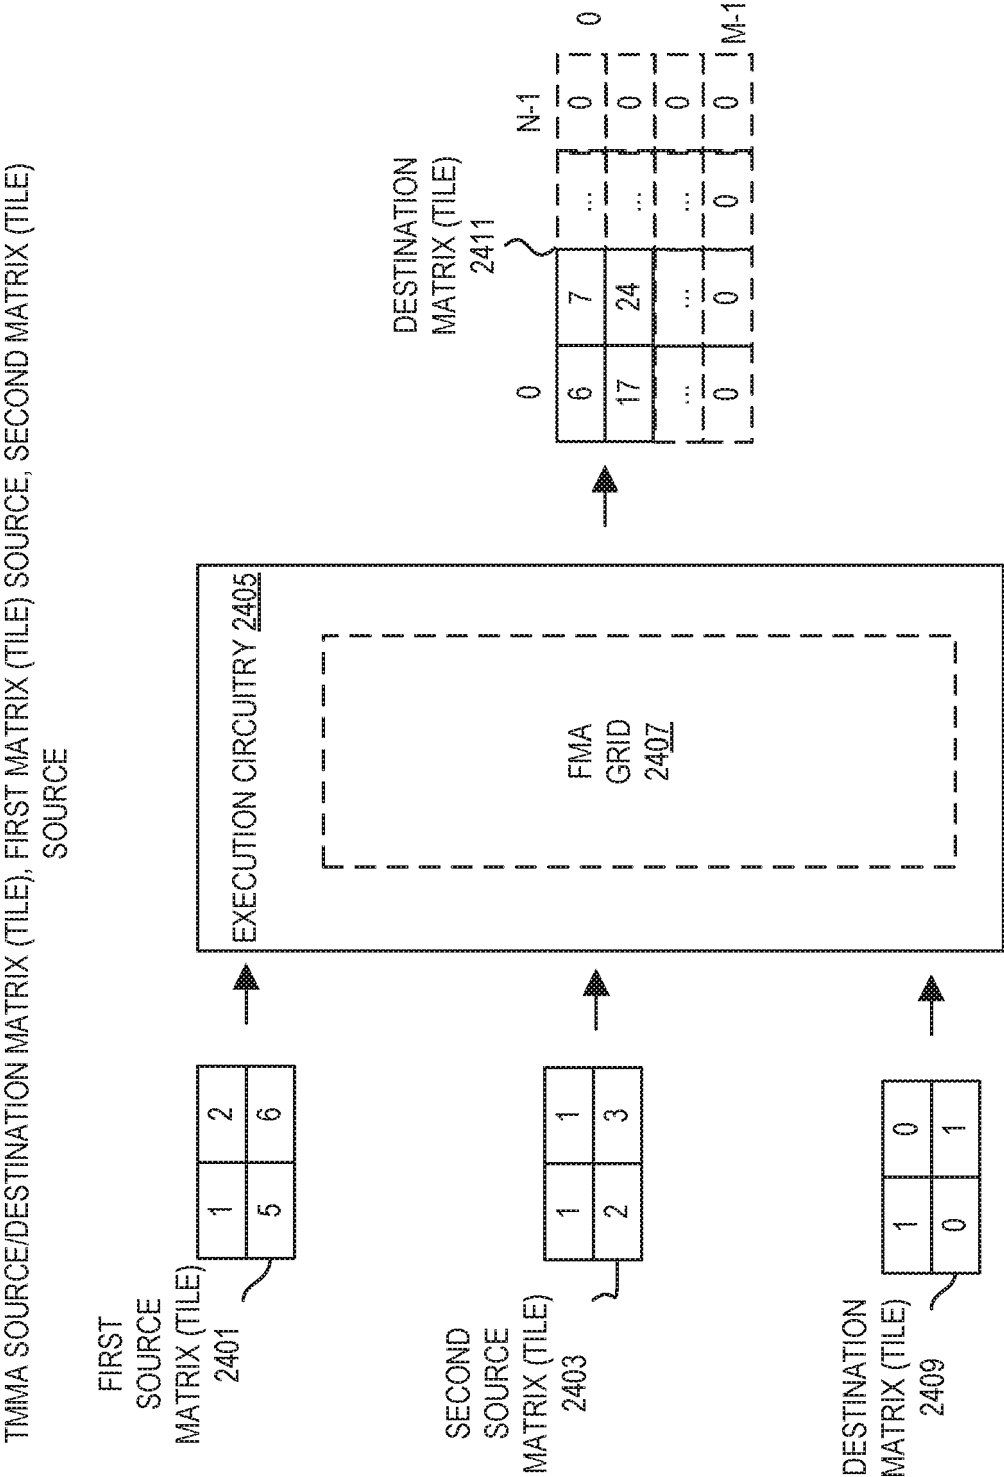 TMMA SOURCE/DESTINATION MATRIX (TILE), FIRST MATRIX (TILE) SOURCE, SECOND MATRIX (TILE)
SOURCE
FIRST
SOURCE
MATRIX (TILE)
2401
1 2
5 6
SECOND
SOURCE
MATRIX (TILE)
2403
1 1
2 3
DESTINATION
MATRIX (TILE)
2409
1 0
0 1
EXECUTION CIRCUITRY 2405
FMA
GRID
2407
DESTINATION
MATRIX (TILE)
2411
0 N-1
6 7 ... 0 0
17 24 ... 0
... ... ... 0
0 0 0 0 M-1